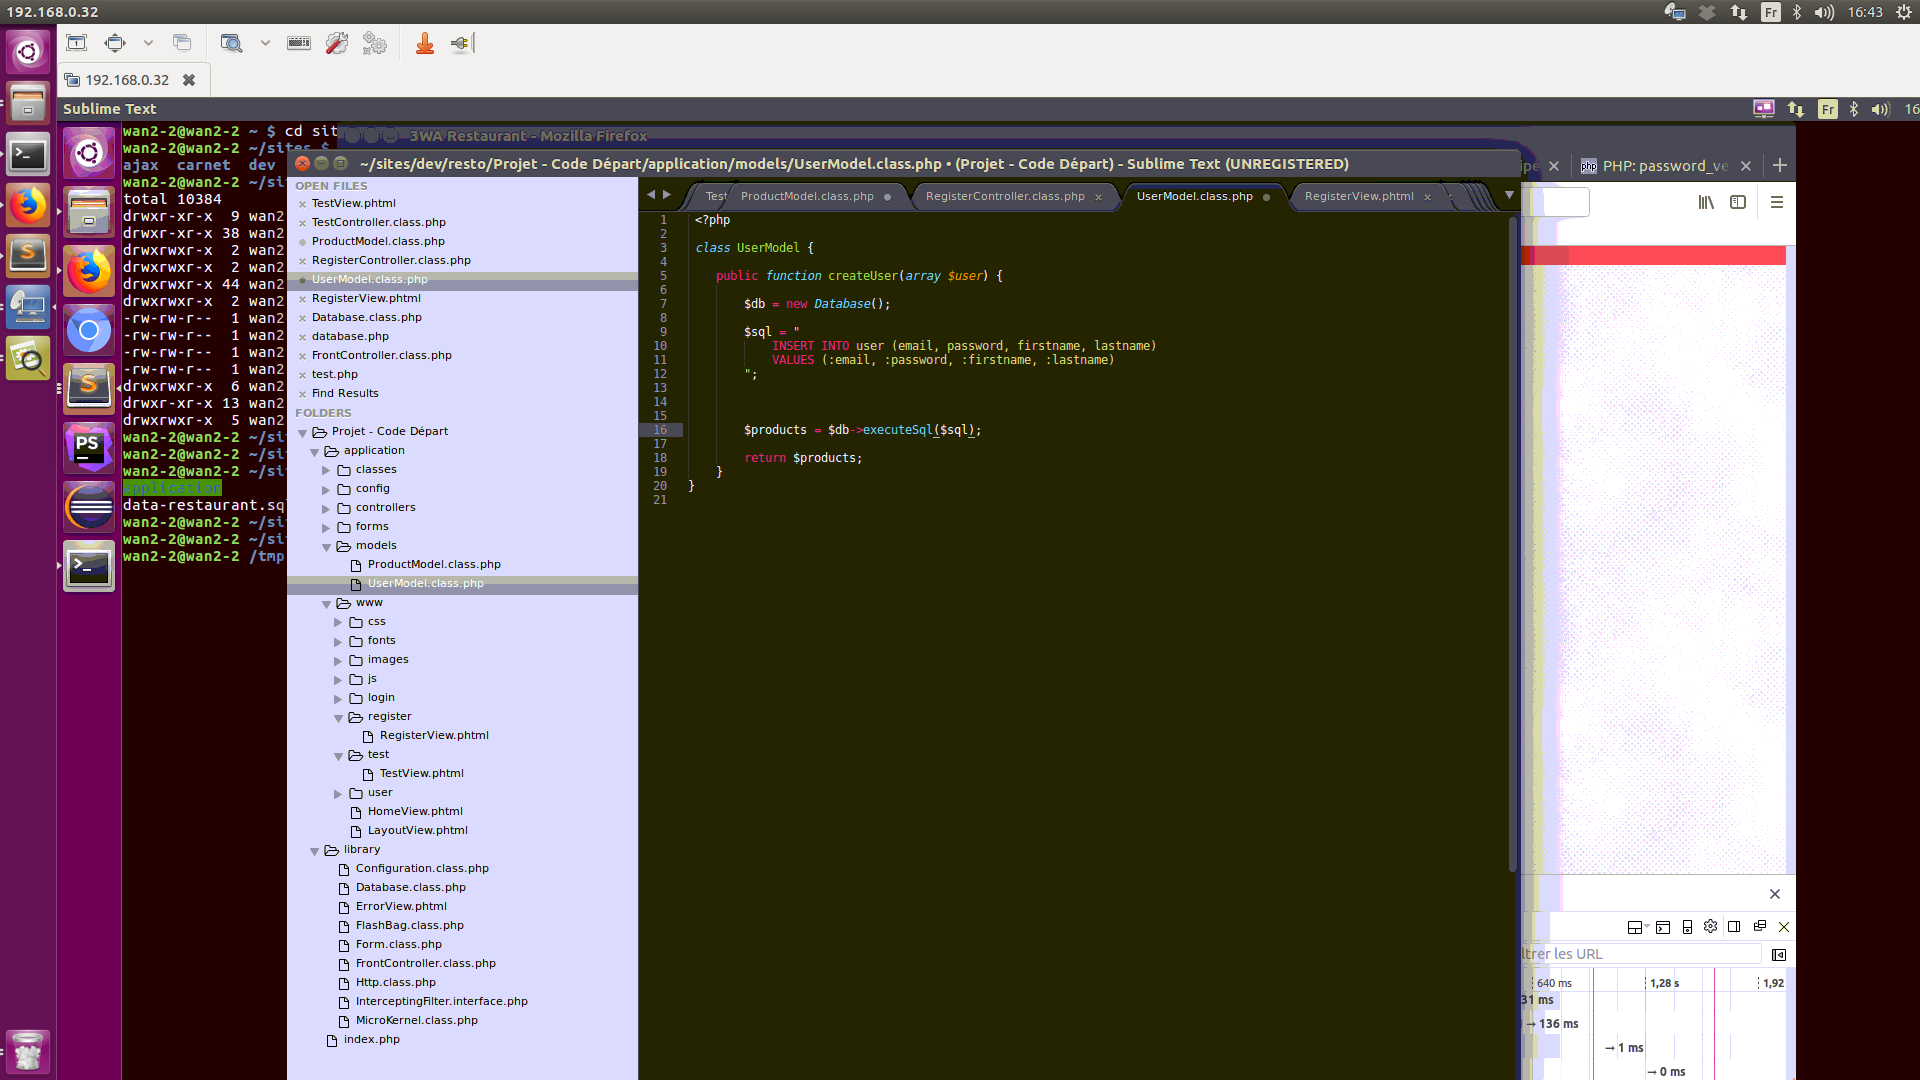 192.168.0.32
Fr
16:43
192.168.0.32
Sublime Text
Fr
16
wan2-2@wan2-2 ~ $ cd sit
wan2-2@wan2-2 ~/sites $
ajax carnet dev
wan2-2@wan2-2 ~/si
total 10384
drwxr-xr-x 9 wan2
drwxr-xr-x 38 wan2
drwxrwxr-x 2 wan2
drwxrwxr-x 2 wan2
drwxrwxr-x 44 wan2
drwxrwxr-x 2 wan2
-rw-rw-r-- 1 wan2
-rw-rw-r-- 1 wan2
-rw-rw-r-- 1 wan2
-rw-rw-r-- 1 wan2
drwxrwxr-x 6 wan2
drwxr-xr-x 13 wan2
drwxrwxr-x 5 wan2
wan2-2@wan2-2 ~/si
wan2-2@wan2-2 ~/si
wan2-2@wan2-2 ~/si
application
data-restaurant.sq
wan2-2@wan2-2 ~/si
wan2-2@wan2-2 ~/si
wan2-2@wan2-2 /tmp
3WA Restaurant - Mozilla Firefox
~/sites/dev/resto/Projet - Code Départ/application/models/UserModel.class.php • (Projet - Code Départ) - Sublime Text (UNREGISTERED)
php PHP: password_ve
OPEN FILES
TestView.phtml
TestController.class.php
ProductModel.class.php
RegisterController.class.php
UserModel.class.php
RegisterView.phtml
Database.class.php
database.php
FrontController.class.php
test.php
Find Results
FOLDERS
Projet - Code Départ
application
classes
config
controllers
forms
models
ProductModel.class.php
UserModel.class.php
www
css
fonts
images
js
login
register
RegisterView.phtml
test
TestView.phtml
user
HomeView.phtml
LayoutView.phtml
library
Configuration.class.php
Database.class.php
ErrorView.phtml
FlashBag.class.php
Form.class.php
FrontController.class.php
Http.class.php
InterceptingFilter.interface.php
MicroKernel.class.php
index.php
Test
ProductModel.class.php
RegisterController.class.php
UserModel.class.php
RegisterView.phtml
1 <?php
2
3 class UserModel {
4
5 public function createUser(array $user) {
6
7 $db = new Database();
8
9 $sql = "
10 INSERT INTO user (email, password, firstname, lastname)
11 VALUES (:email, :password, :firstname, :lastname)
12 ";
13
14
15
16 $products = $db->executeSql($sql);
17
18 return $products;
19 }
20 }
21
PS
trer les URL
640 ms
1,28 s
1,92
31 ms
→ 136 ms
→ 1 ms
→ 0 ms